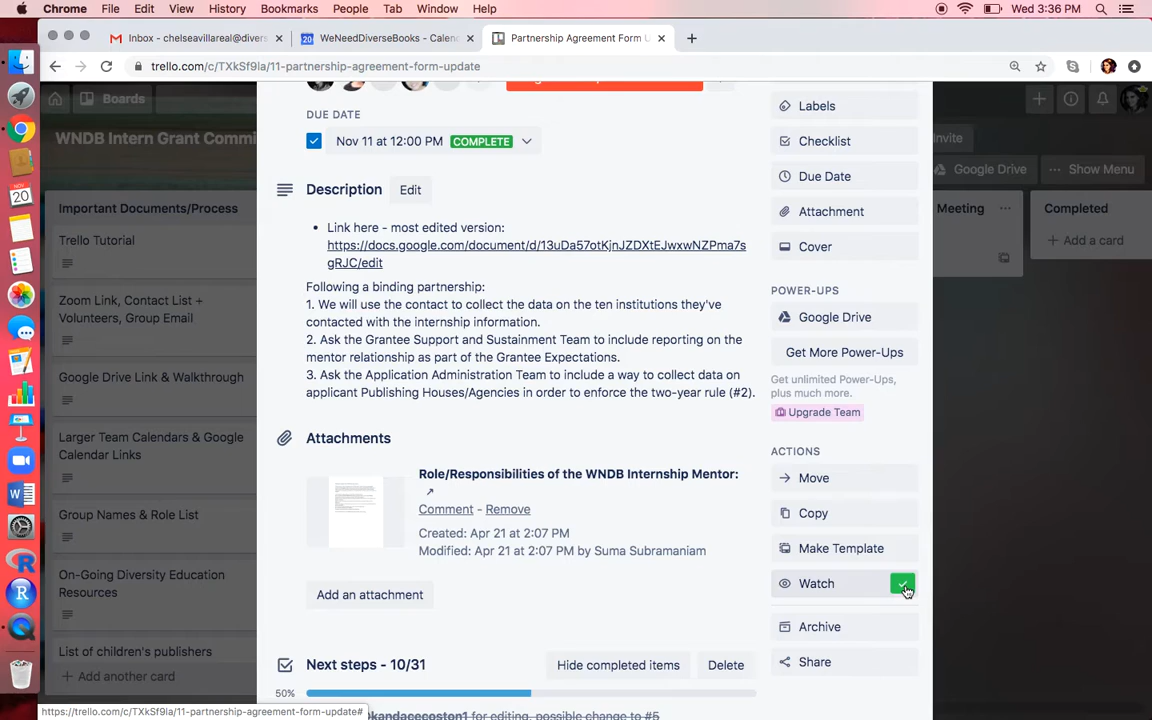 Chrome File Edit View History Bookmarks People Tab Window Help Wed 3:36 PM
Inbox - chelseavillareal@divers
20 WeNeedDiverseBooks - Calen
Partnership Agreement Form U
trello.com/c/TXkSf9la/11-partnership-agreement-form-update
Boards
WNDB Intern Grant Commi
Invite
Google Drive
Show Menu
Important Documents/Process
Trello Tutorial
Zoom Link, Contact List +
Volunteers, Group Email
Google Drive Link & Walkthrough
Larger Team Calendars & Google
Calendar Links
Group Names & Role List
On-Going Diversity Education
Resources
List of children's publishers
+ Add another card
DUE DATE
Nov 11 at 12:00 PM COMPLETE
Description Edit
• Link here - most edited version:
https://docs.google.com/document/d/13uDa57otKjnJZDXtEJwxwNZPma7s
gRJC/edit
Following a binding partnership:
1. We will use the contact to collect the data on the ten institutions they've
contacted with the internship information.
2. Ask the Grantee Support and Sustainment Team to include reporting on the
mentor relationship as part of the Grantee Expectations.
3. Ask the Application Administration Team to include a way to collect data on
applicant Publishing Houses/Agencies in order to enforce the two-year rule (#2).
Attachments
Role/Responsibilities of the WNDB Internship Mentor:
Comment - Remove
Created: Apr 21 at 2:07 PM
Modified: Apr 21 at 2:07 PM by Suma Subramaniam
Add an attachment
Next steps - 10/31
Hide completed items
Delete
50%
kandacecoston1 for editing, possible change to #5
Labels
Checklist
Due Date
Attachment
Cover
POWER-UPS
Google Drive
Get More Power-Ups
Get unlimited Power-Ups,
plus much more.
Upgrade Team
ACTIONS
Move
Copy
Make Template
Watch
Archive
Share
Meeting
Completed
+ Add a card
NOV
20
https://trello.com/c/TXkSf9la/11-partnership-agreement-form-update#